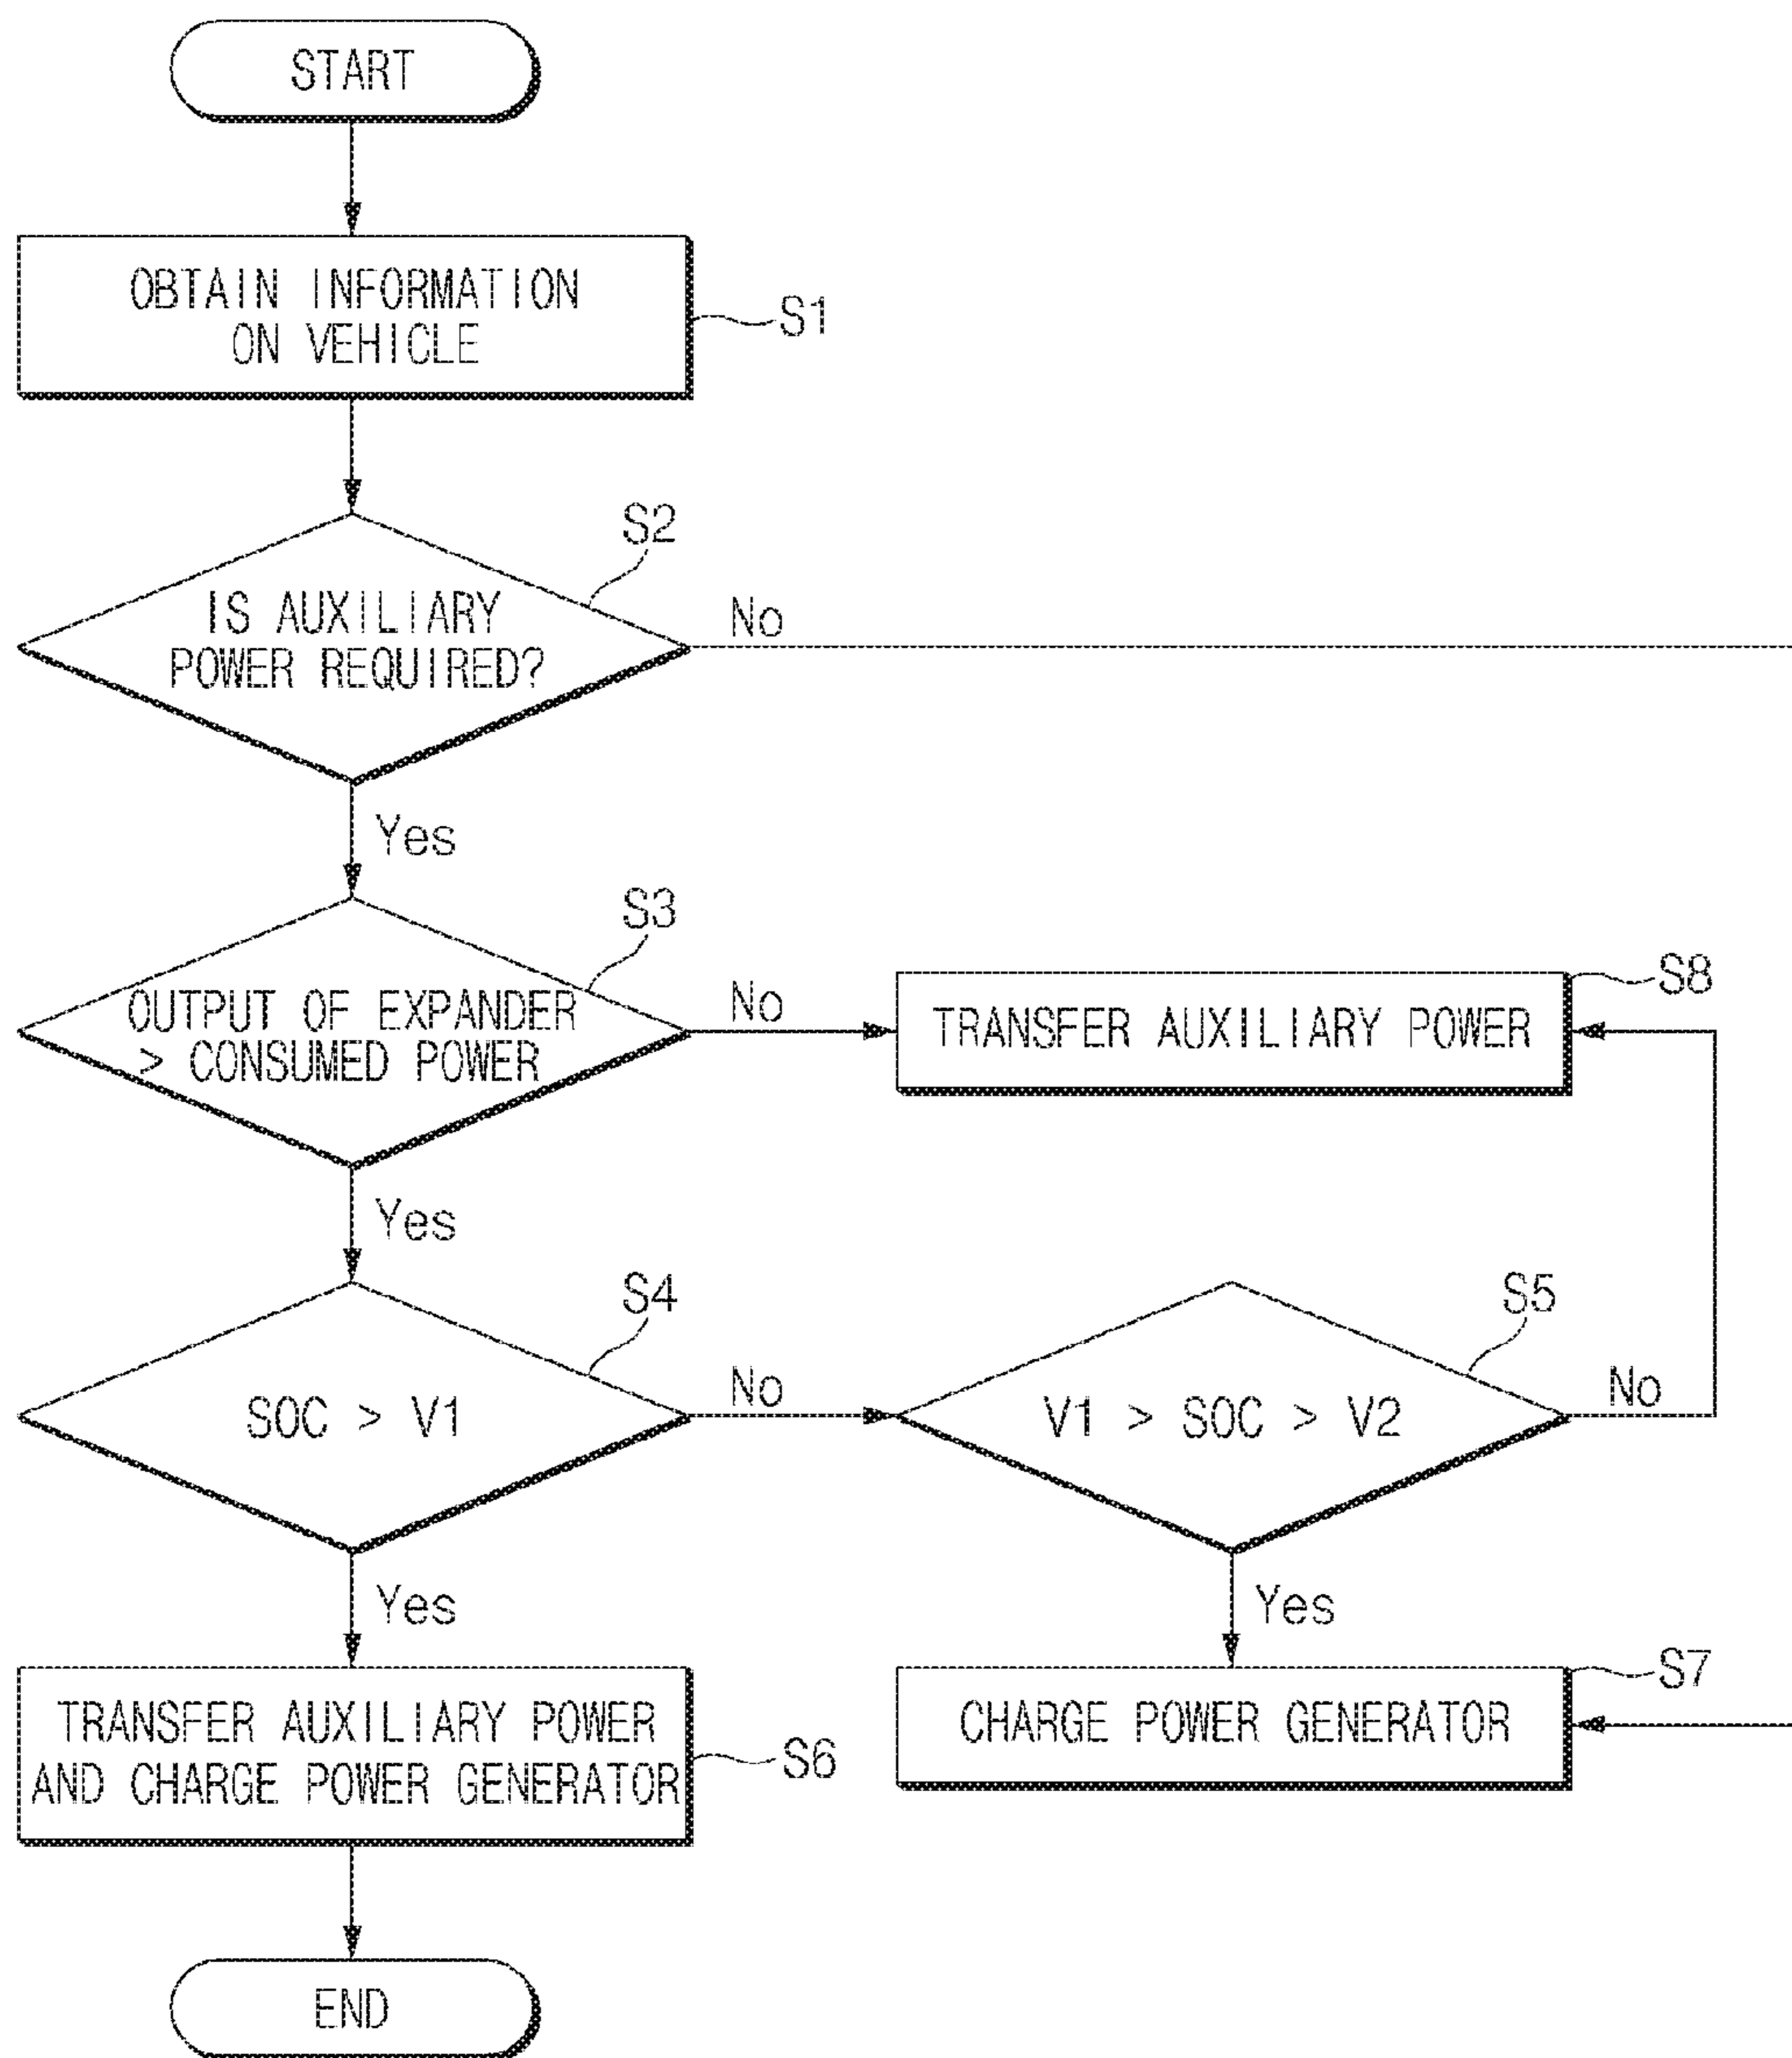 START
OBTAIN INFORMATION
ON VEHICLE
S1
S2
IS AUXILIARY
POWER REQUIRED?
No
Yes
S3
OUTPUT OF EXPANDER
> CONSUMED POWER
No
S8
TRANSFER AUXILIARY POWER
Yes
S4
SOC > V1
No
S5
V1 > SOC > V2
No
Yes
Yes
TRANSFER AUXILIARY POWER
AND CHARGE POWER GENERATOR
S6
S7
CHARGE POWER GENERATOR
END